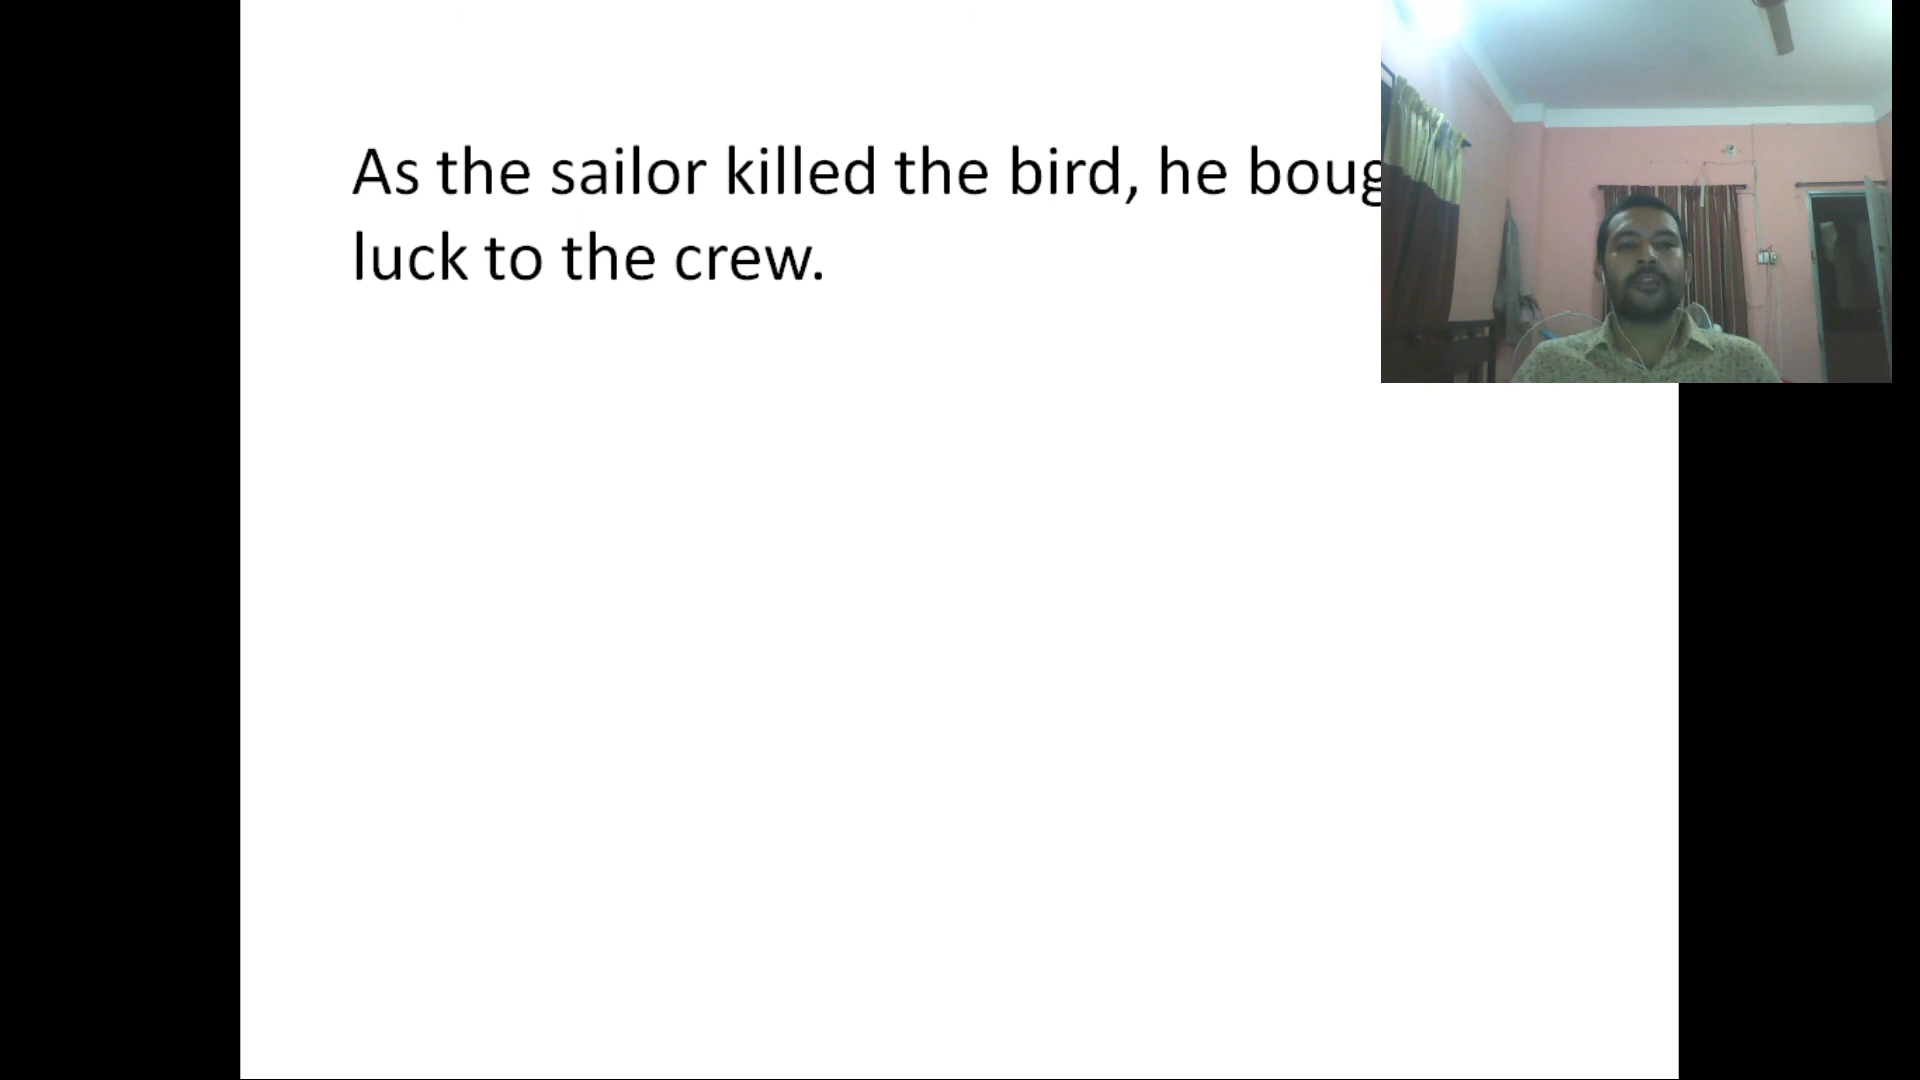 As the sailor killed the bird, he boug
luck to the crew.